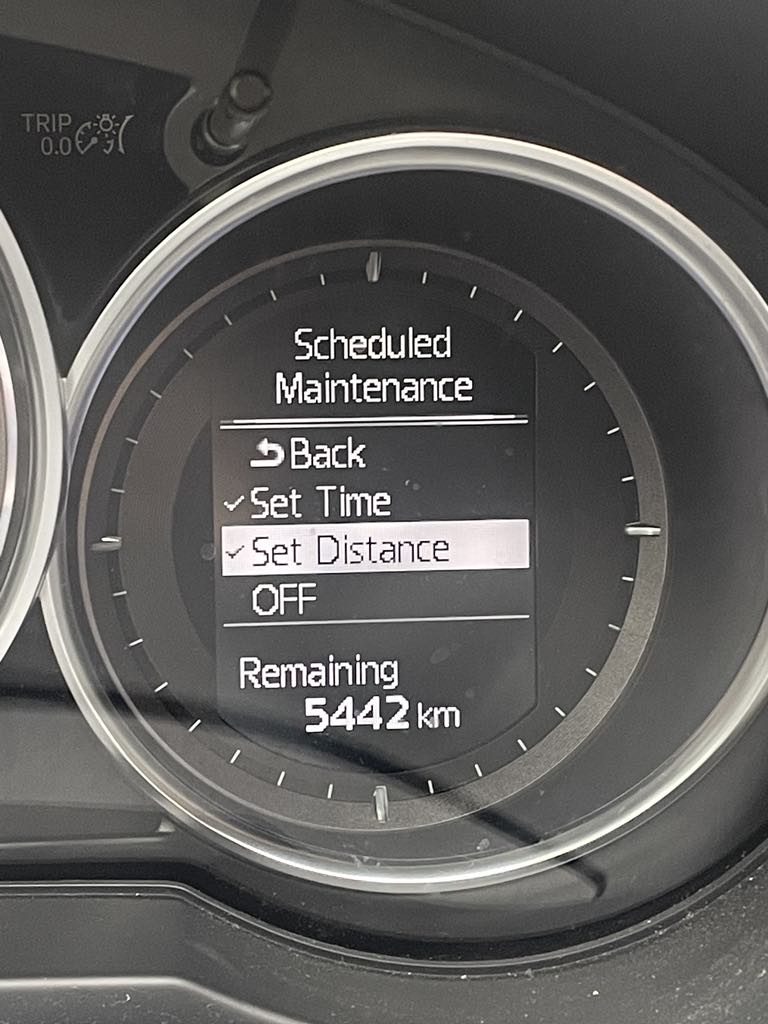 TRIP
0.0
Scheduled
Maintenance
Back
Set Time
Set Distance
OFF
Remaining
5442 km